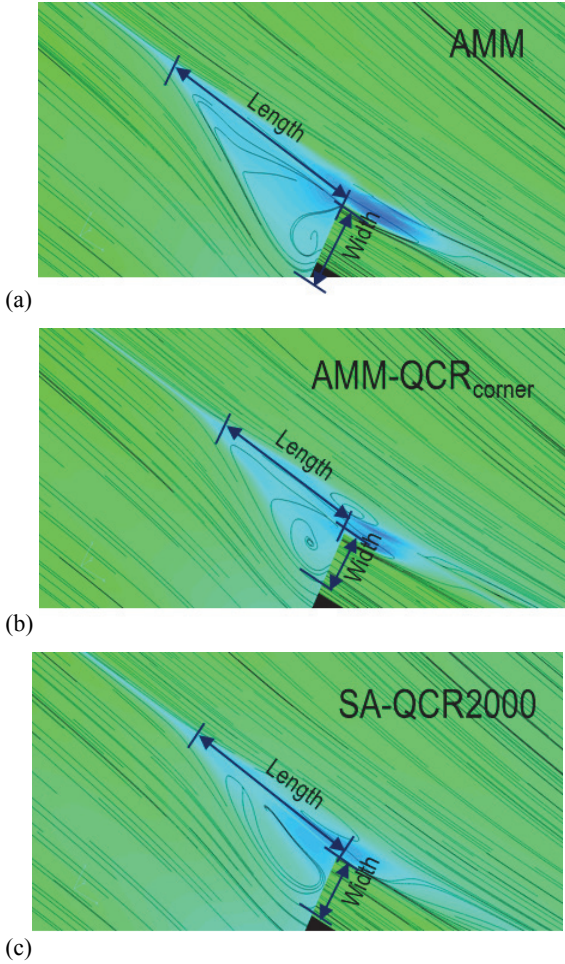 AMM
Length
Width
(a)
AMM-QCRcorner
Length
Width
(b)
SA-QCR2000
Length
Width
(c)